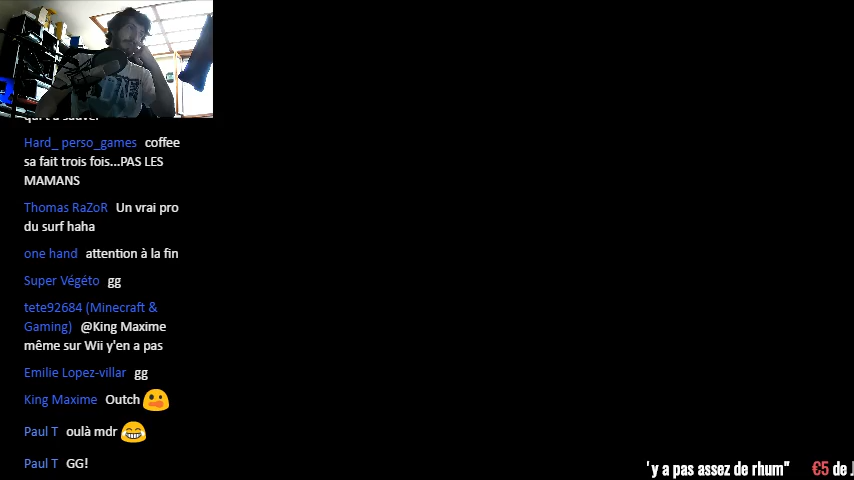 Hard_ perso_games coffee
sa fait trois fois...PAS LES
MAMANS
Thomas RaZoR Un vrai pro
du surf haha
one hand attention à la fin
Super Végéto gg
tete92684 (Minecraft &
Gaming) @King Maxime
même sur Wii y'en a pas
Emilie Lopez-villar gg
King Maxime Outch
Paul T oulà mdr
Paul T GG!
'y a pas assez de rhum" €5 de J